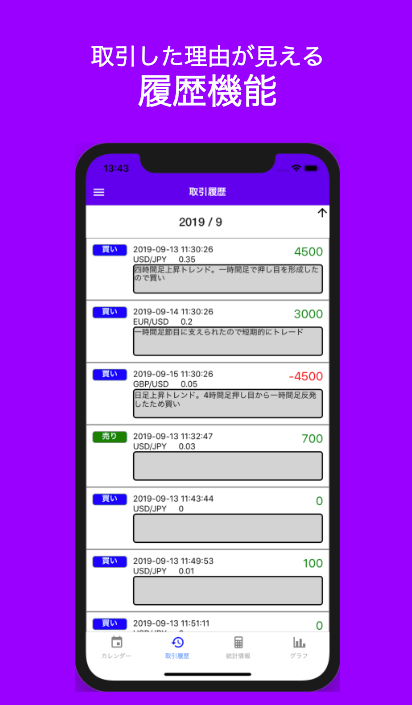 取引した理由が見える
履歴機能
13:43
取引履歴
2019 / 9
買い 2019-09-13 11:30:26 4500
USD/JPY 0.35
四時間足上昇トレンド。一時間足で押し目を形成した
ので買い
買い 2019-09-14 11:30:26 3000
EUR/USD 0.2
一時間足節目に支えられたので短期的にトレード
買い 2019-09-15 11:30:26 -4500
GBP/USD 0.05
日足上昇トレンド。4時間足押し目から一時間足反発
したため買い
売り 2019-09-13 11:32:47 700
USD/JPY 0.03
買い 2019-09-13 11:43:44 0
USD/JPY 0
買い 2019-09-13 11:49:53 100
USD/JPY 0.01
買い 2019-09-13 11:51:11 0
カレンダー 取引履歴 統計情報 グラフ